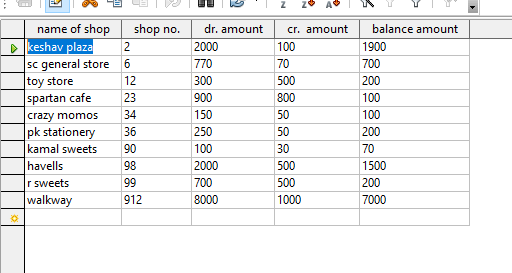 name of shop shop no. dr. amount cr. amount balance amount
keshav plaza 2 2000 100 1900
sc general store 6 770 70 700
toy store 12 300 500 200
spartan cafe 23 900 800 100
crazy momos 34 150 50 100
pk stationery 36 250 50 200
kamal sweets 90 100 30 70
havells 98 2000 500 1500
r sweets 99 700 500 200
walkway 912 8000 1000 7000